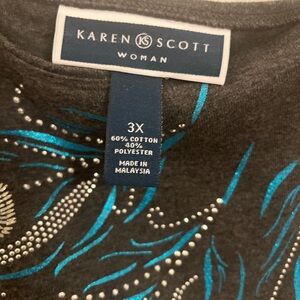 KAREN KS SCOTT
WOMAN
3X
60% COTTON
40%
POLYESTER
MADE IN
MALAYSIA